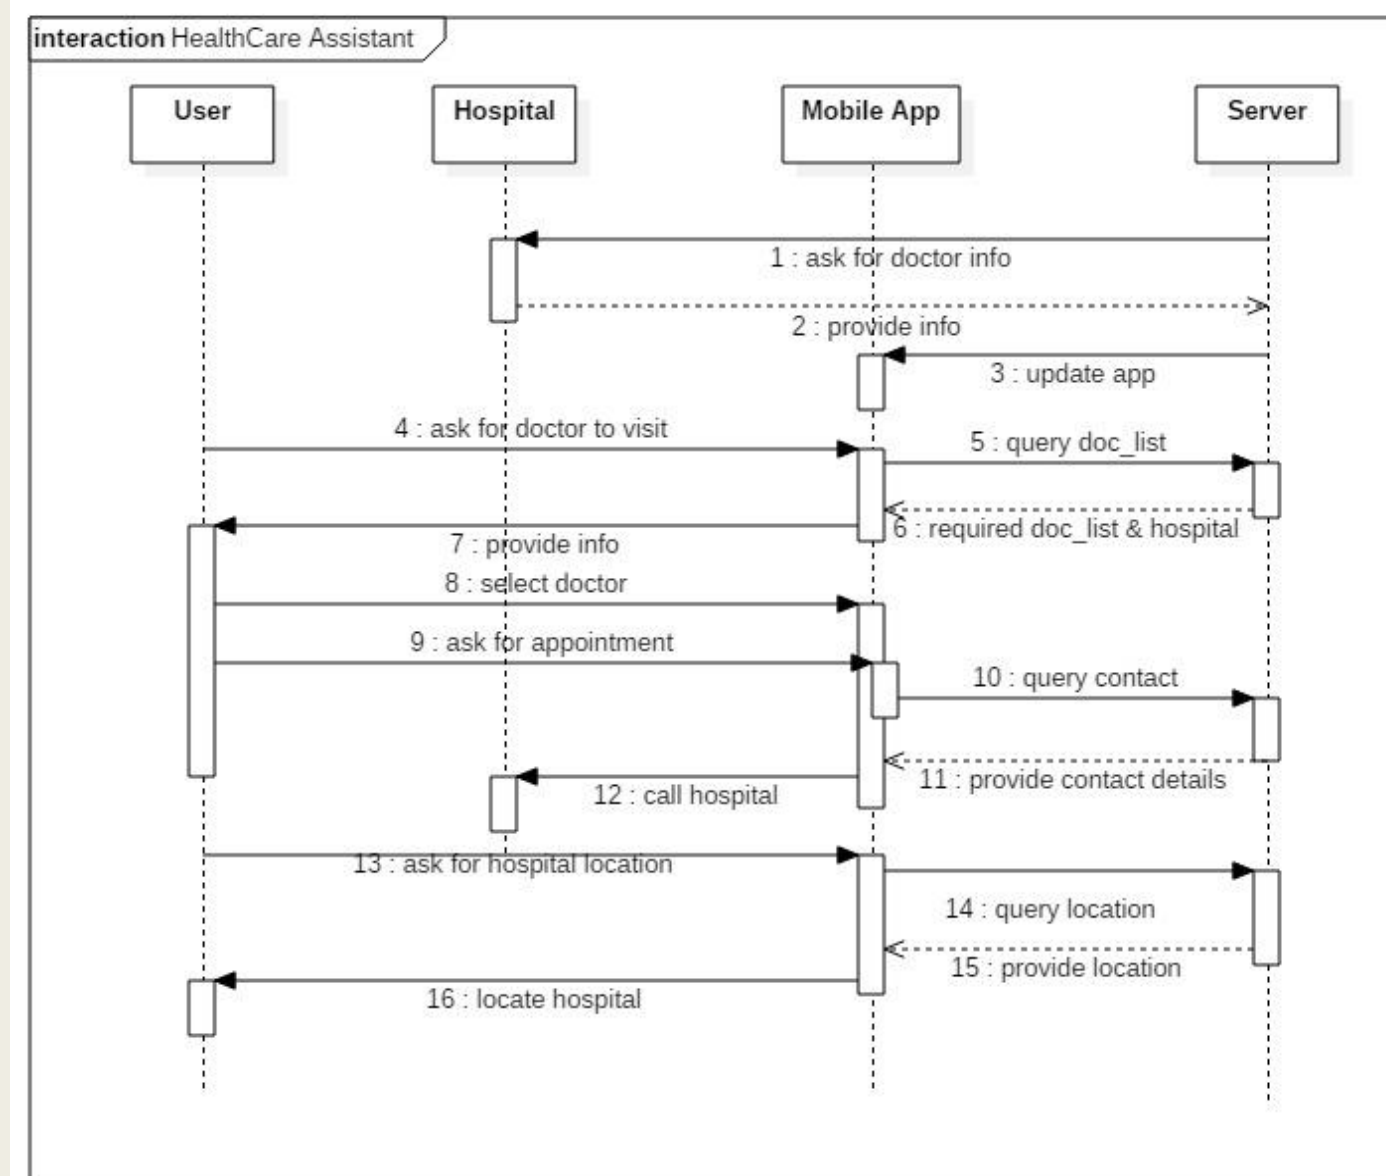 interaction HealthCare Assistant
User
Hospital
Mobile App
Server
1 : ask for doctor info
2 : provide info
3 : update app
4 : ask for doctor to visit
5 : query doc_list
6 : required doc_list & hospital
7 : provide info
8 : select doctor
9 : ask for appointment
10 : query contact
11 : provide contact details
12 : call hospital
13 : ask for hospital location
14 : query location
15 : provide location
16 : locate hospital